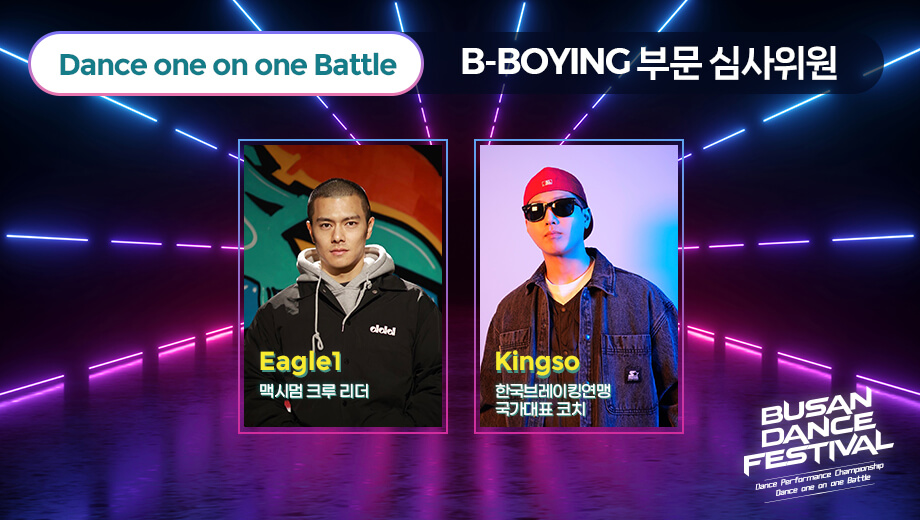 Dance one on one Battle
B-BOYING 부문 심사위원
Eagle1
맥시멈 크루 리더
Kingso
한국브레이킹연맹
국가대표 코치
BUSAN
DANCE
FESTIVAL
Dance Performance Championship
Dance one on one Battle